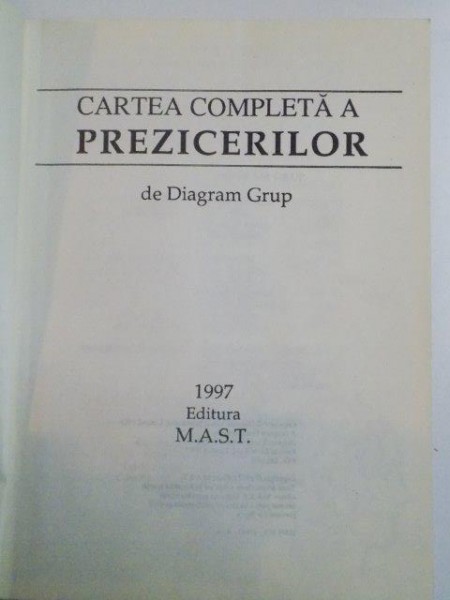 CARTEA COMPLETĂ A
PREZICERILOR
de Diagram Grup
1997
Editura
M.A.S.T.